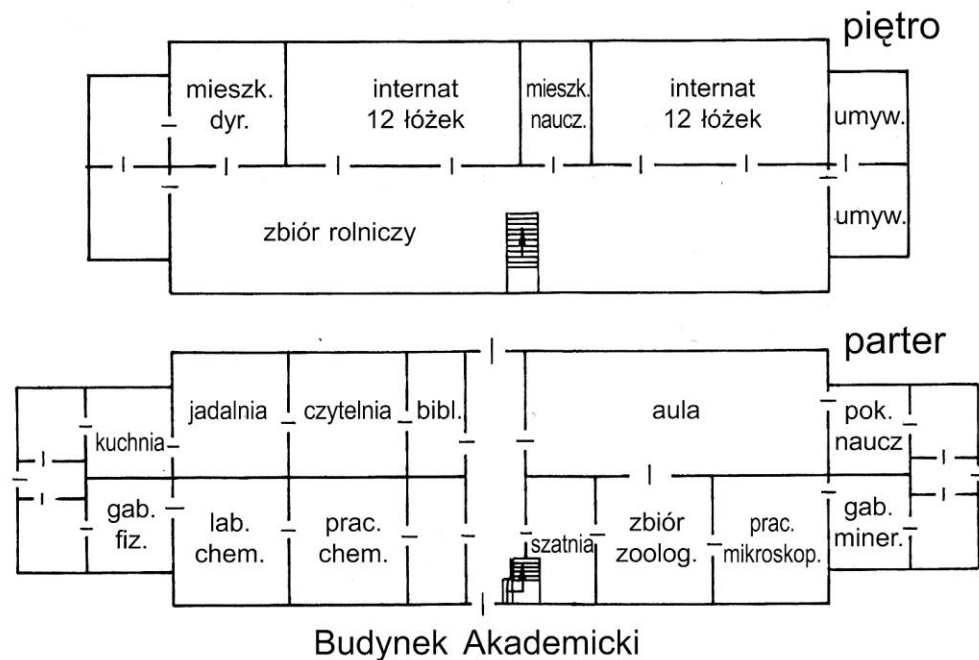 piętro
mieszk.
dyr.
internat
12 łóżek
mieszk.
naucz.
internat
12 łóżek
umyw.
zbiór rolniczy
umyw.
parter
jadalnia
czytelnia
bibl.
aula
pok.
naucz
kuchnia
gab.
fiz.
lab.
chem.
prac.
chem.
szatnia
zbiór
zoolog.
prac.
mikroskop.
gab.
miner.
Budynek Akademicki